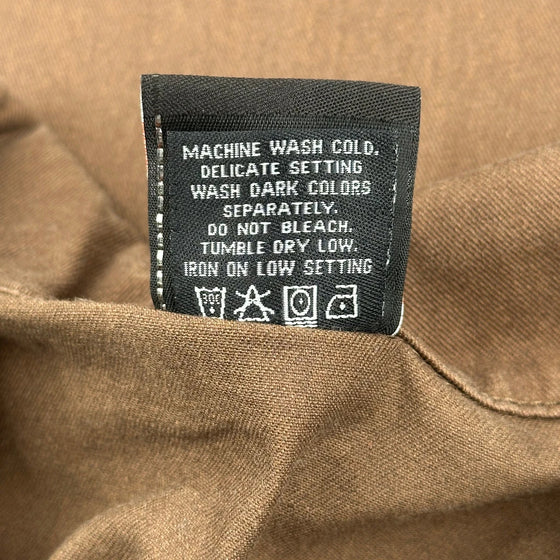 MACHINE WASH COLD.
DELICATE SETTING
WASH DARK COLORS
SEPARATELY.
DO NOT BLEACH.
TUMBLE DRY LOW.
IRON ON LOW SETTING
30C